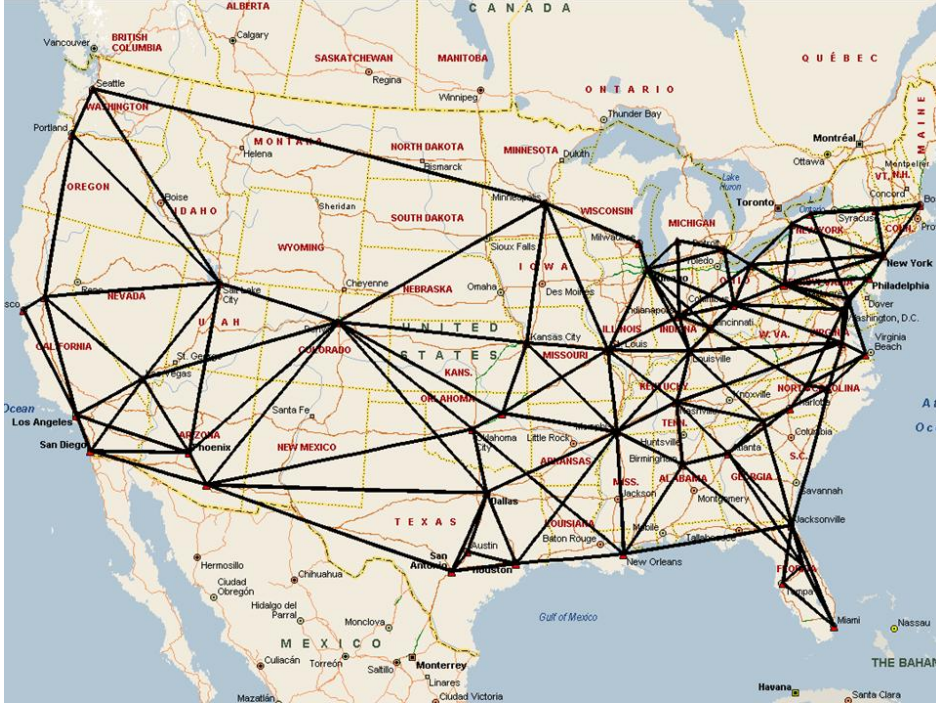 CANADA
ALBERTA
Vancouver
BRITISH
COLUMBIA
Calgary
SASKATCHEWAN
MANITOBA
QUÉBEC
Regina
Winnipeg
ONTARIO
Seattle
WASHINGTON
Thunder Bay
MAINE
Portland
MONTANA
Helena
NORTH DAKOTA
Bismarck
MINNESOTA
Duluth
Montréal
Ottawa
Montpelier
VT.
N.H.
Concord
Lake
Huron
OREGON
Boise
IDAHO
Sheridan
SOUTH DAKOTA
Minneapolis
WISCONSIN
MICHIGAN
Toronto
Ontario
Syracuse
NEW YORK
CONN.
WYOMING
Sioux Falls
Milwaukee
Toledo
New York
IOWA
Reno
NEVADA
Salt Lake
City
Cheyenne
NEBRASKA
Omaha
Des Moines
OHIO
Philadelphia
Dover
Washington, D.C.
sco
UTAH
UNITED
STATES
Kansas City
ILLINOIS
Indianapolis
INDIANA
Cincinnati
W. VA.
Virginia
Beach
CALIFORNIA
St. George
COLORADO
KANS.
MISSOURI
Louisville
KENTUCKY
Knoxville
NORTH CAROLINA
Charlotte
Ocean
Los Angeles
Santa Fe
OKLAHOMA
Nashville
TENN.
San Diego
ARIZONA
Phoenix
NEW MEXICO
Oklahoma
City
Little Rock
ARKANSAS
Huntsville
Birmingham
Atlanta
Columbia
S.C.
MISS.
ALABAMA
GEORGIA
Dallas
Jackson
Montgomery
Savannah
TEXAS
LOUISIANA
Baton Rouge
Mobile
Jacksonville
Austin
San
Antonio
Houston
New Orleans
FLORIDA
Tampa
Hermosillo
Chihuahua
Ciudad
Obregón
Hidalgo del
Parral
Monclova
Gulf of Mexico
Miami
Nassau
MEXICO
Culiacán
Torreón
Saltillo
Monterrey
Linares
THE BAHAM
Mazatlán
Ciudad Victoria
Havana
Santa Clara